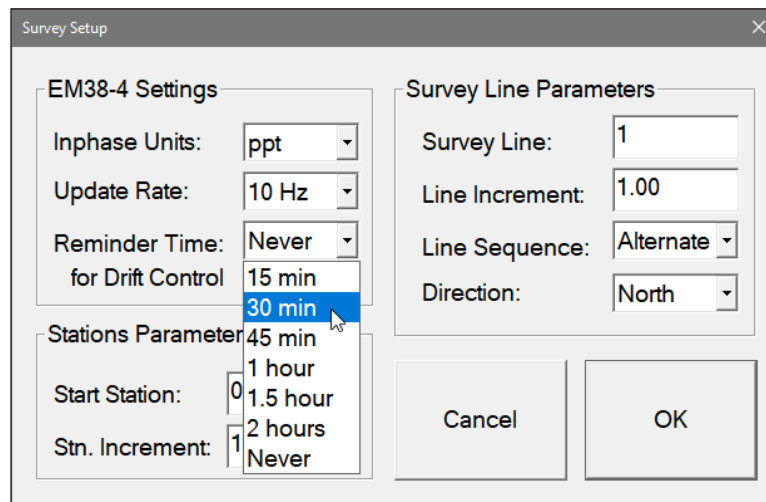 Survey Setup
EM38-4 Settings
Inphase Units: ppt
Update Rate: 10 Hz
Reminder Time: Never
for Drift Control
15 min
30 min
45 min
1 hour
1.5 hour
2 hours
Never
Stations Parameter
Start Station: 0
Stn. Increment: 1
Survey Line Parameters
Survey Line: 1
Line Increment: 1.00
Line Sequence: Alternate
Direction: North
Cancel
OK